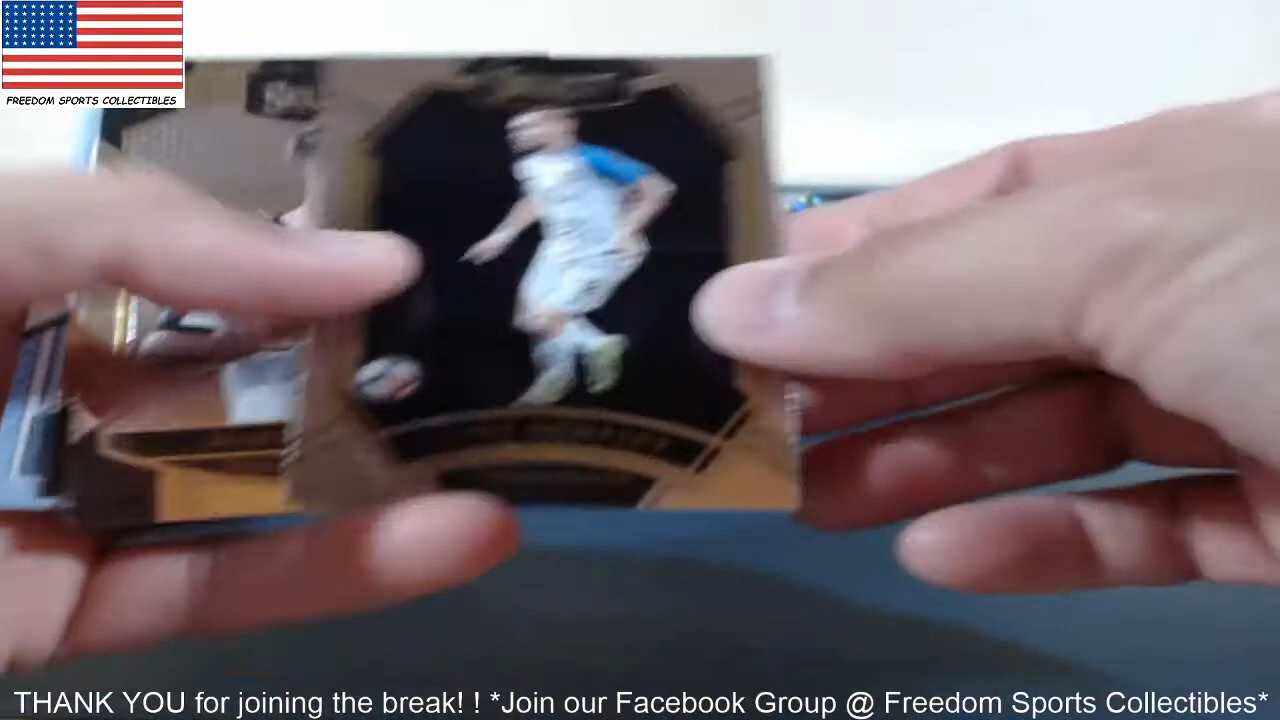 FREEDOM SPORTS COLLECTIBLES
THANK YOU for joining the break! ! *Join our Facebook Group @ Freedom Sports Collectibles*